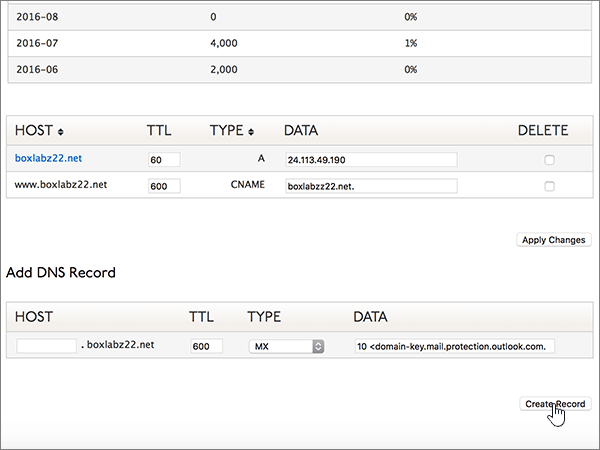 2016-08 0 0%
2016-07 4,000 1%
2016-06 2,000 0%
HOST TTL TYPE DATA DELETE
boxlabz22.net 60 A 24.113.49.190
www.boxlabz22.net 600 CNAME boxlabzz22.net.
Apply Changes
Add DNS Record
HOST TTL TYPE DATA
. boxlabz22.net 600 MX 10 <domain-key.mail.protection.outlook.com.
Create Record